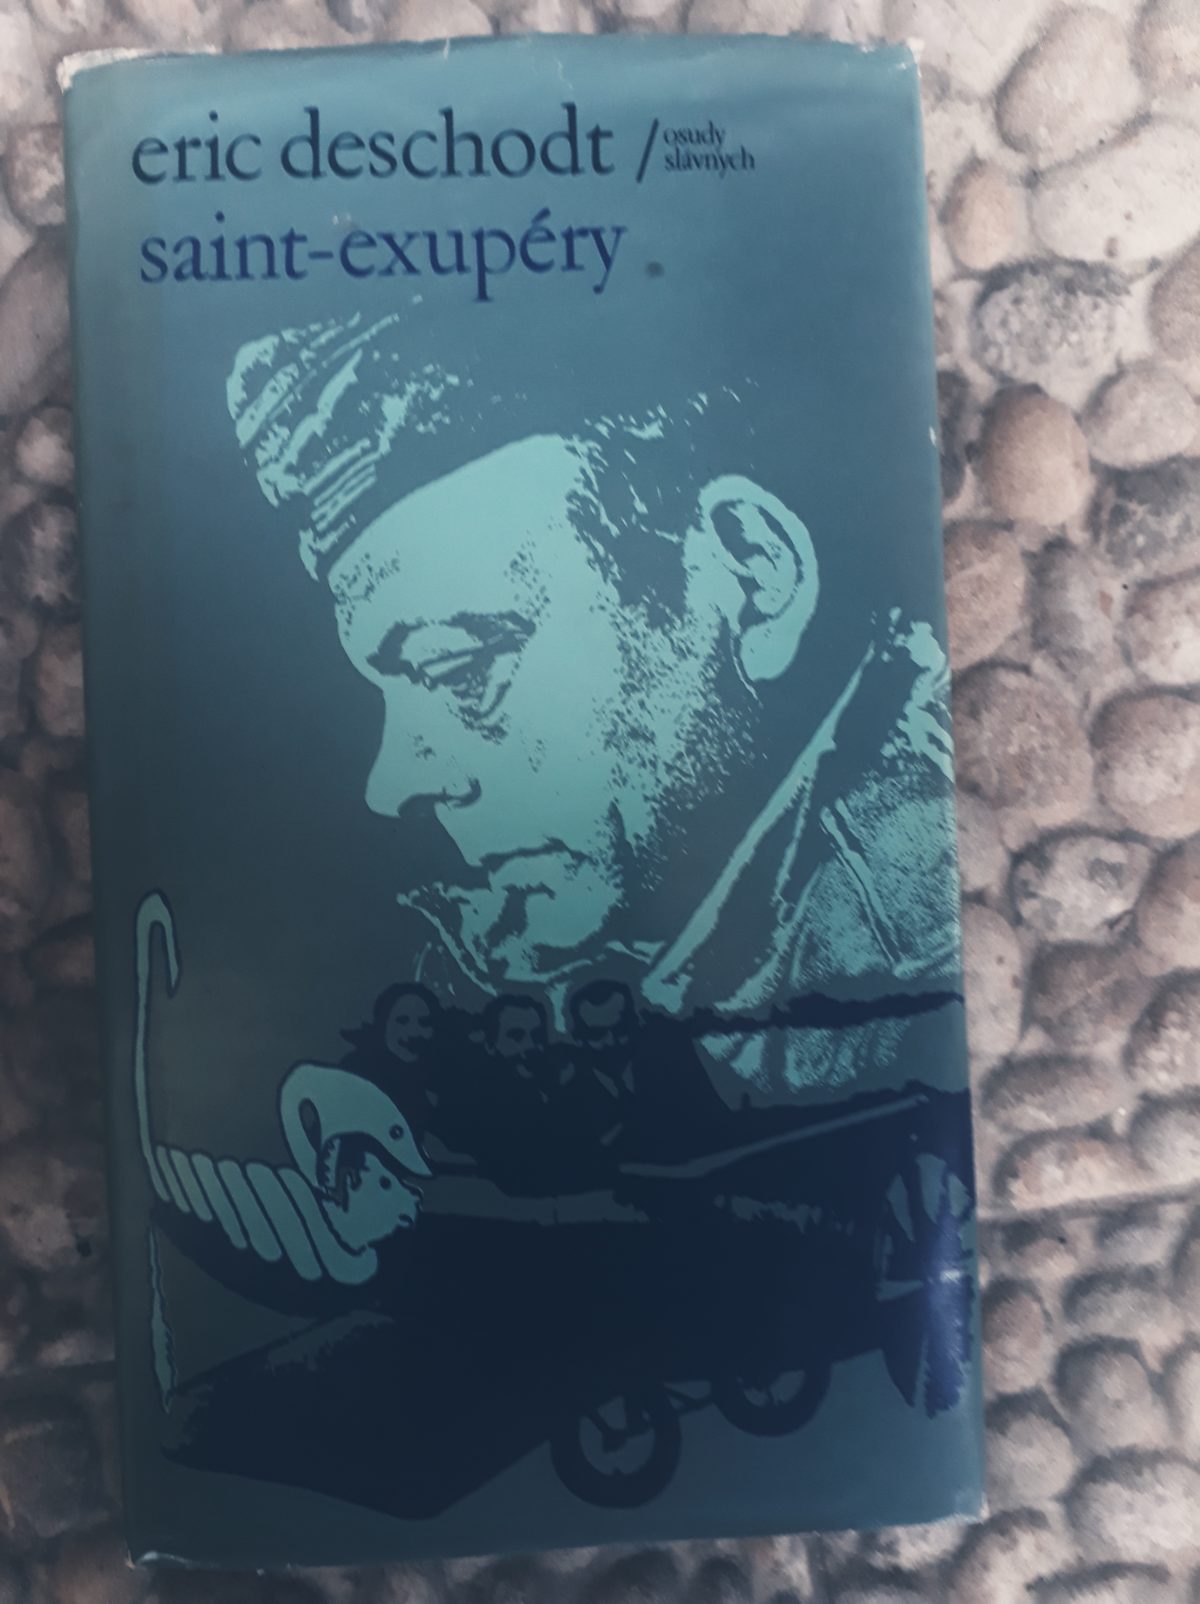 eric deschodt / osudy
slávnych
saint-exupéry